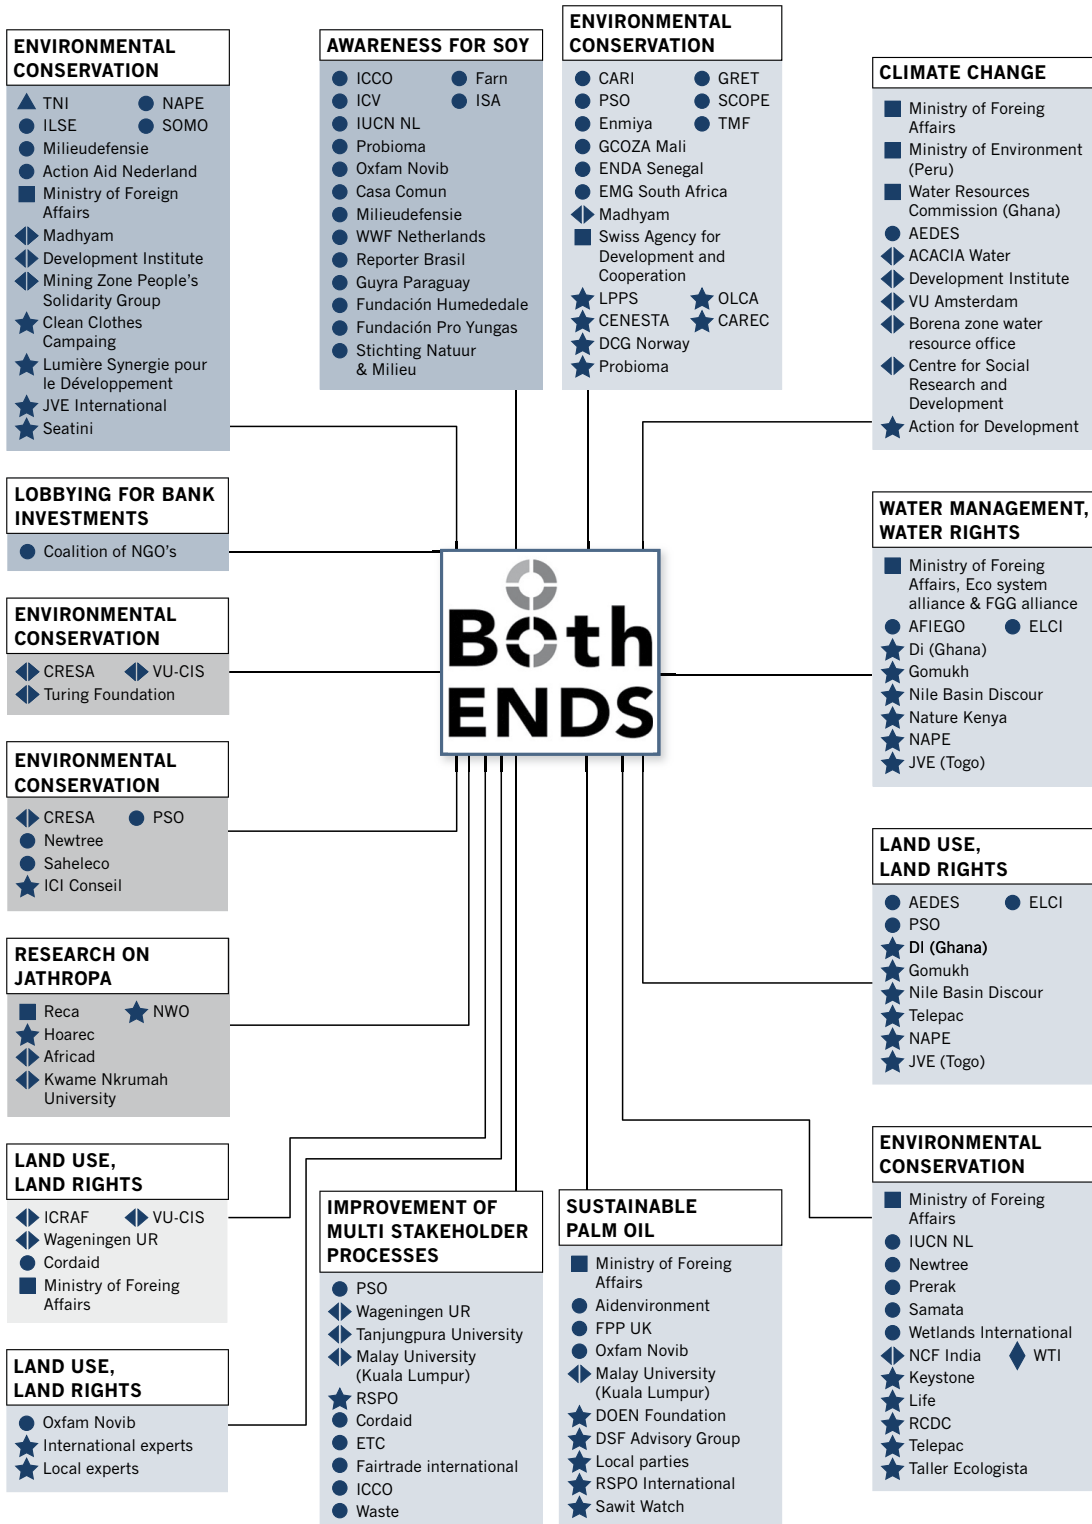 ENVIRONMENTAL
CONSERVATION
TNI
NAPE
ILSE
SOMO
Milieudefensie
Action Aid Nederland
Ministry of Foreign
Affairs
Madhyam
Development Institute
Mining Zone People's
Solidarity Group
Clean Clothes
Campaing
Lumière Synergie pour
le Développement
JVE International
Seatini
AWARENESS FOR SOY
ICCO
Farn
ICV
ISA
IUCN NL
Probioma
Oxfam Novib
Casa Comun
Milieudefensie
WWF Netherlands
Reporter Brasil
Guyra Paraguay
Fundación Humededale
Fundación Pro Yungas
Stichting Natuur
& Milieu
ENVIRONMENTAL
CONSERVATION
CARI
GRET
PSO
SCOPE
Enmiya
TMF
GCOZA Mali
ENDA Senegal
EMG South Africa
Madhyam
Swiss Agency for
Development and
Cooperation
LPPS
OLCA
CENESTA
CAREC
DCG Norway
Probioma
CLIMATE CHANGE
Ministry of Foreing
Affairs
Ministry of Environment
(Peru)
Water Resources
Commission (Ghana)
AEDES
ACACIA Water
Development Institute
VU Amsterdam
Borena zone water
resource office
Centre for Social
Research and
Development
Action for Development
LOBBYING FOR BANK
INVESTMENTS
Coalition of NGO's
ENVIRONMENTAL
CONSERVATION
CRESA
VU-CIS
Turing Foundation
Both
ENDS
WATER MANAGEMENT,
WATER RIGHTS
Ministry of Foreing
Affairs, Eco system
alliance & FGG alliance
AFIEGO
ELCI
Di (Ghana)
Gomukh
Nile Basin Discour
Nature Kenya
NAPE
JVE (Togo)
ENVIRONMENTAL
CONSERVATION
CRESA
PSO
Newtree
Saheleco
ICI Conseil
LAND USE,
LAND RIGHTS
AEDES
ELCI
PSO
DI (Ghana)
Gomukh
Nile Basin Discour
Telepac
NAPE
JVE (Togo)
RESEARCH ON
JATHROPA
Reca
NWO
Hoarec
Africad
Kwame Nkrumah
University
LAND USE,
LAND RIGHTS
ICRAF
VU-CIS
Wageningen UR
Cordaid
Ministry of Foreing
Affairs
LAND USE,
LAND RIGHTS
Oxfam Novib
International experts
Local experts
IMPROVEMENT OF
MULTI STAKEHOLDER
PROCESSES
PSO
Wageningen UR
Tanjungpura University
Malay University
(Kuala Lumpur)
RSPO
Cordaid
ETC
Fairtrade international
ICCO
Waste
SUSTAINABLE
PALM OIL
Ministry of Foreing
Affairs
Aidenvironment
FPP UK
Oxfam Novib
Malay University
(Kuala Lumpur)
DOEN Foundation
DSF Advisory Group
Local parties
RSPO International
Sawit Watch
ENVIRONMENTAL
CONSERVATION
Ministry of Foreing
Affairs
IUCN NL
Newtree
Prerak
Samata
Wetlands International
NCF India
WTI
Keystone
Life
RCDC
Telepac
Taller Ecologista